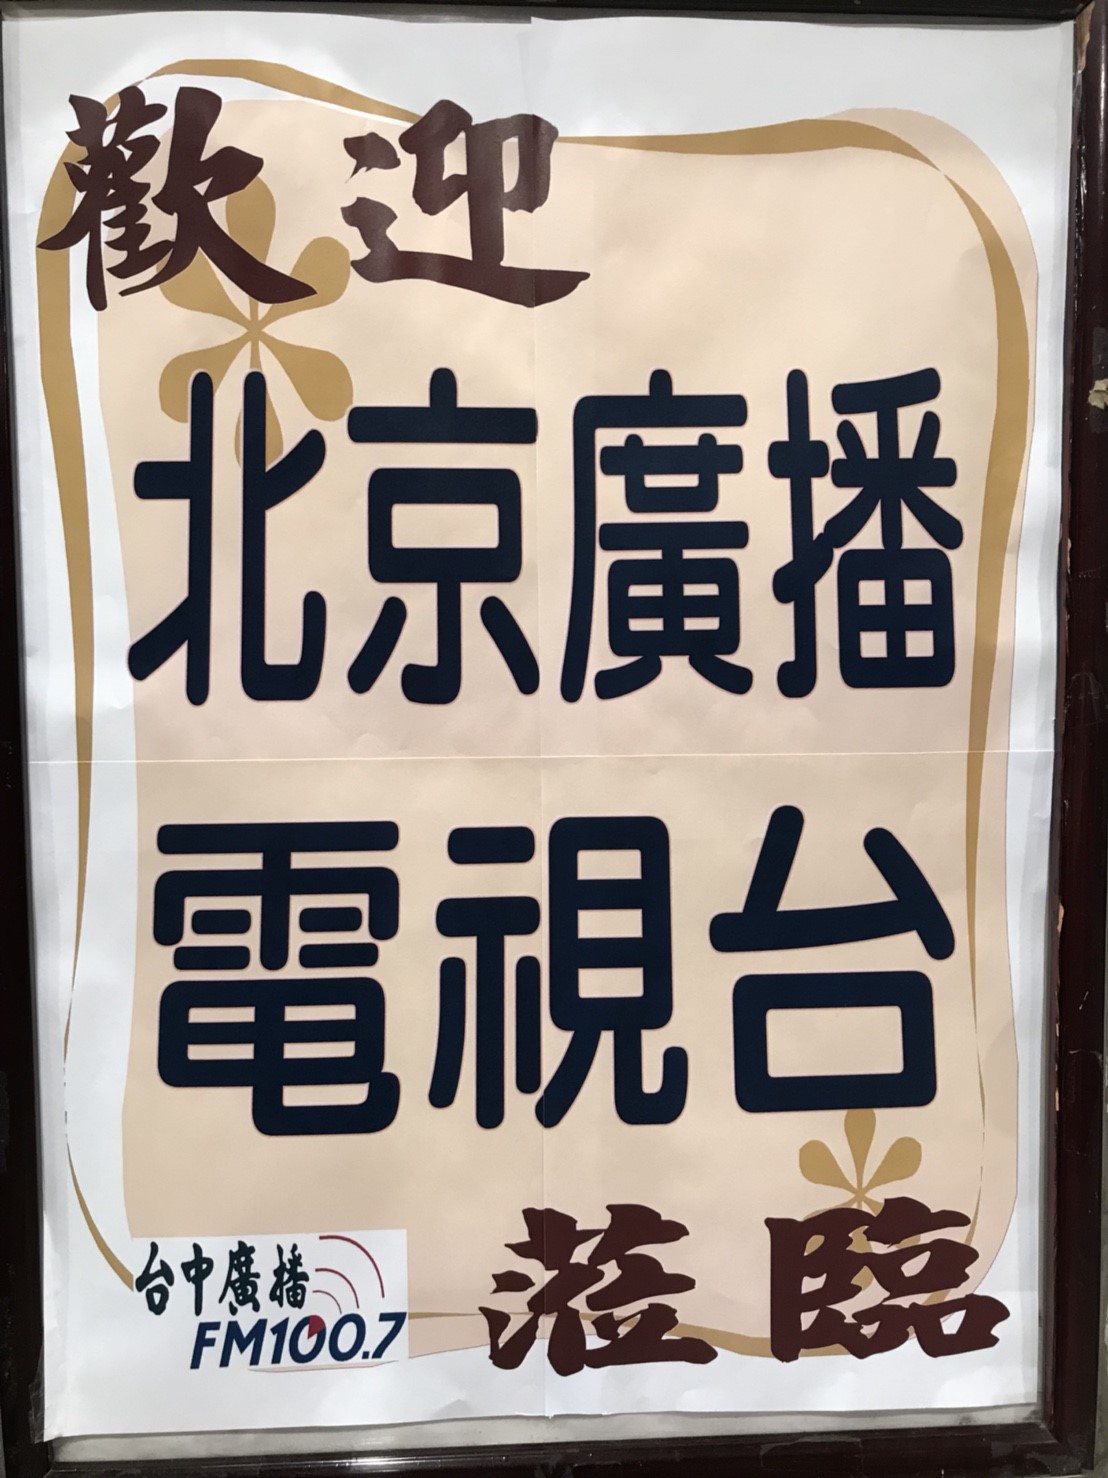 歡迎
北京廣播
電視台
蒞臨
台中廣播
FM100.7